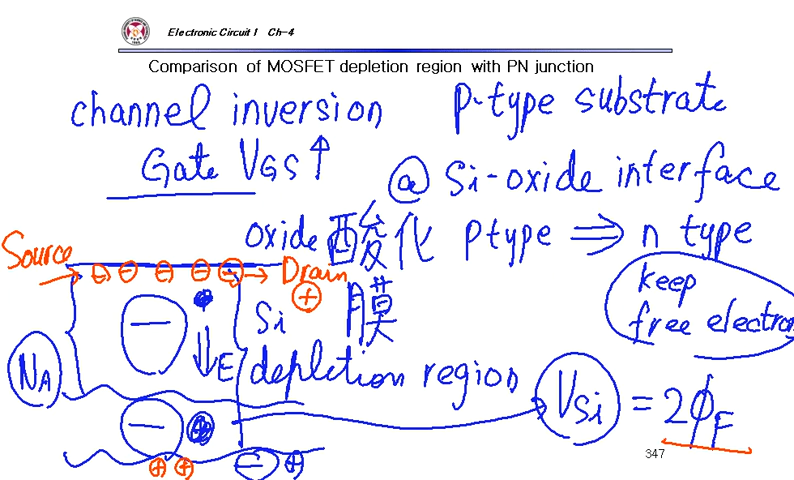 Electronic Circuit 1 Ch-4
Comparison of MOSFET depletion region with PN junction
channel inversion P-type substrate
Gate VGS ↑ @ Si-oxide interface
oxide 酸化膜 P type ⇒ n type
Source ⊖ ⊖ ⊖ ⊖ ⊖ → Drain
⊕
keep
free electron
− Si
↓ E
NA depletion region VSi = 2ϕF
− ⊕
⊕ ⊕ ⊖ ⊕
347